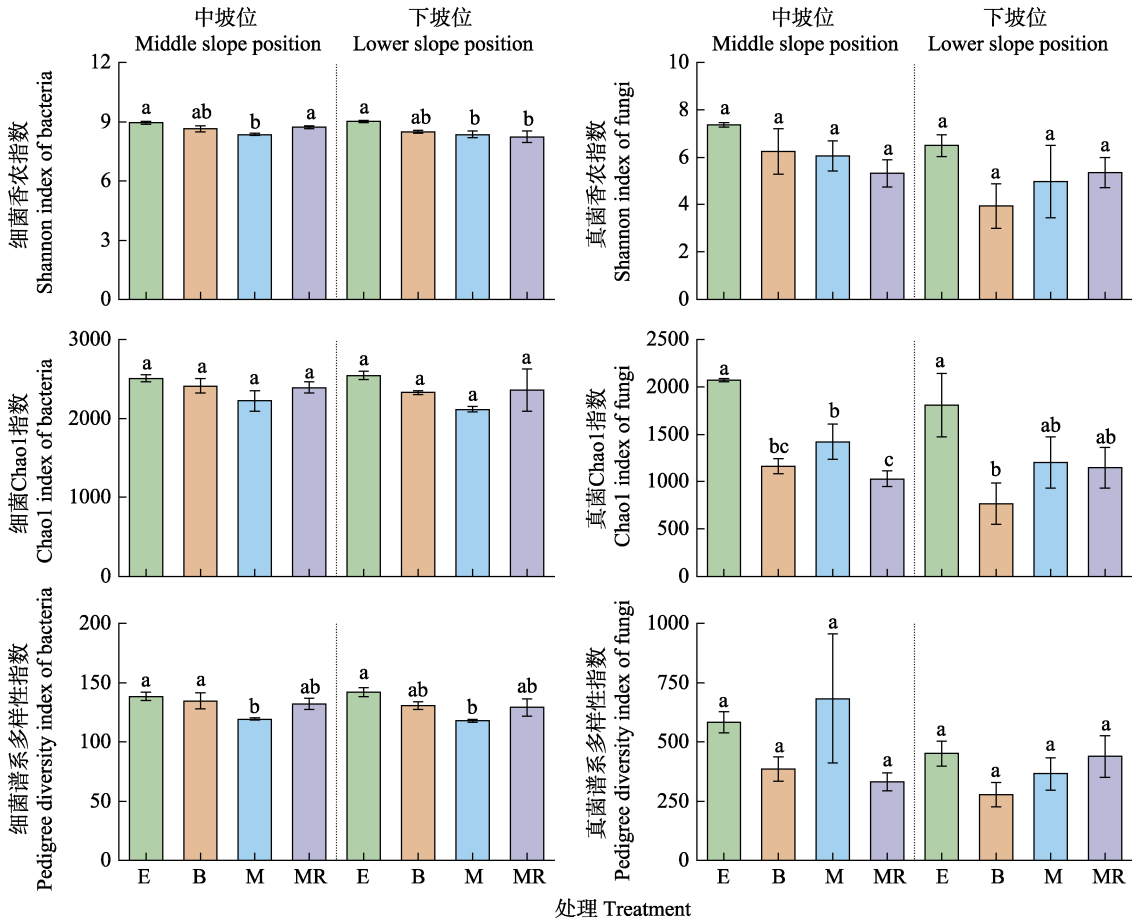 中坡位
Middle slope position
下坡位
Lower slope position
细菌香农指数
Shannon index of bacteria
12
9
6
3
0
a
ab
b
a
a
ab
b
b
中坡位
Middle slope position
下坡位
Lower slope position
真菌香农指数
Shannon index of fungi
10
8
6
4
2
0
a
a
a
a
a
a
a
a
细菌Chao1指数
Chao1 index of bacteria
3000
2000
1000
0
a
a
a
a
a
a
a
a
真菌Chao1指数
Chao1 index of fungi
2500
2000
1500
1000
500
0
a
bc
b
c
a
b
ab
ab
细菌谱系多样性指数
Pedigree diversity index of bacteria
200
150
100
50
0
a
a
b
ab
a
ab
b
ab
E
B
M
MR
E
B
M
MR
真菌谱系多样性指数
Pedigree diversity index of fungi
1000
750
500
250
0
a
a
a
a
a
a
a
a
E
B
M
MR
E
B
M
MR
处理 Treatment